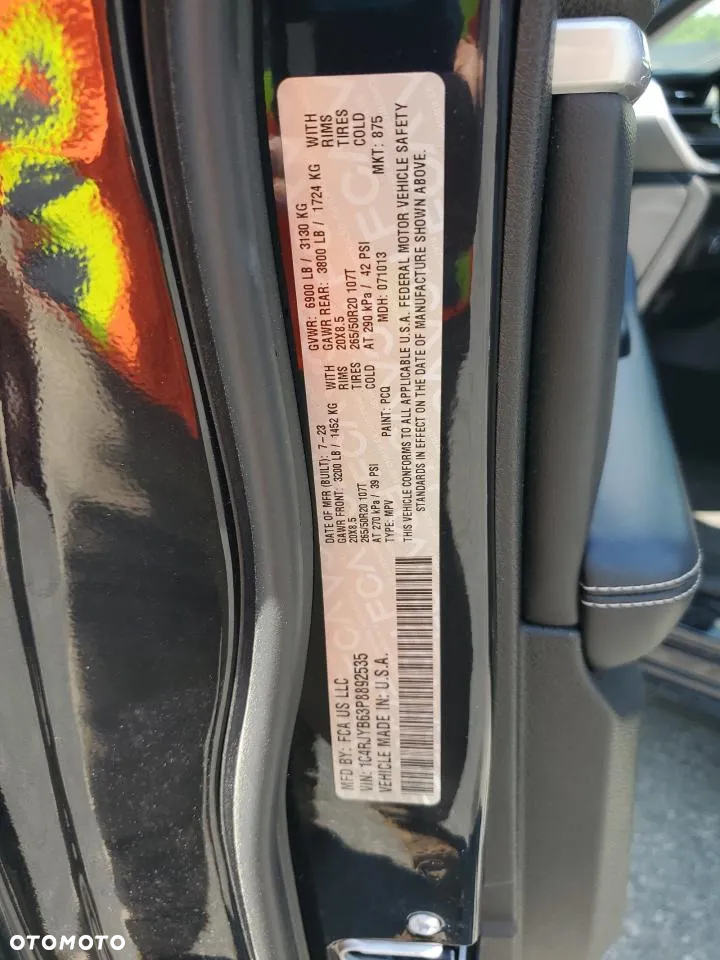 MFD BY: FCA US LLC
DATE OF MFR (BUILT): 7-23
GVWR: 6900 LB / 3130 KG
GAWR FRONT: 3200 LB / 1452 KG WITH
GAWR REAR: 3800 LB / 1724 KG WITH
20X8.5 RIMS
20X8.5 RIMS
265/50R20 107T TIRES
265/50R20 107T TIRES
AT 270 kPa / 39 PSI COLD
AT 290 kPa / 42 PSI COLD
VIN: 1C4RJYB63P8892535
TYPE: MPV
PAINT: PCQ
MDH: 071013
MKT: 875
VEHICLE MADE IN: U.S.A.
THIS VEHICLE CONFORMS TO ALL APPLICABLE U.S.A. FEDERAL MOTOR VEHICLE SAFETY
STANDARDS IN EFFECT ON THE DATE OF MANUFACTURE SHOWN ABOVE.
OTOMOTO